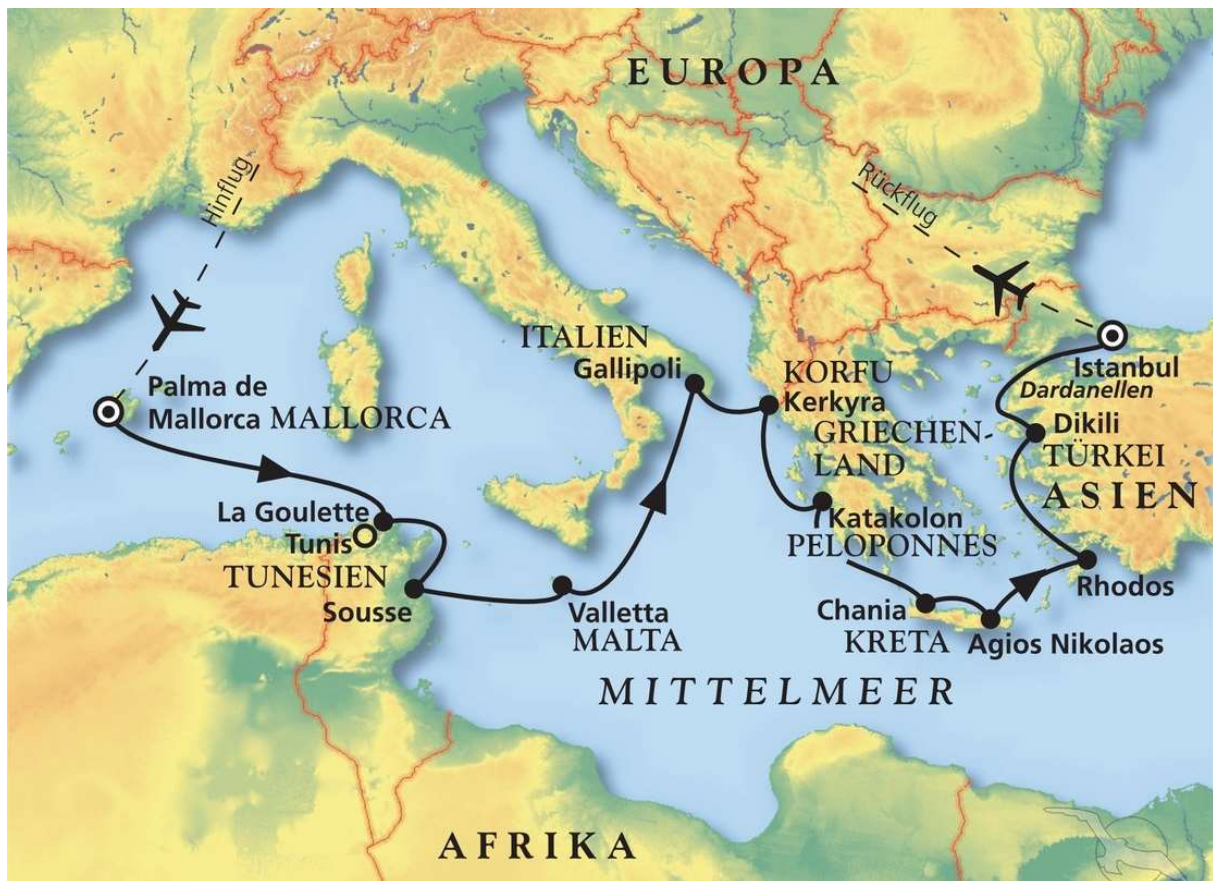 EUROPA
Hinflug
Rückflug
ITALIEN
Gallipoli
KORFU
Kerkyra
GRIECHEN-
LAND
Istanbul
Dardanellen
Dikili
TÜRKEI
ASIEN
Palma de
Mallorca MALLORCA
La Goulette
Tunis
TUNESIEN
Sousse
Valletta
MALTA
Katakolon
PELOPONNES
Chania
KRETA
Agios Nikolaos
Rhodos
MITTELMEER
AFRIKA